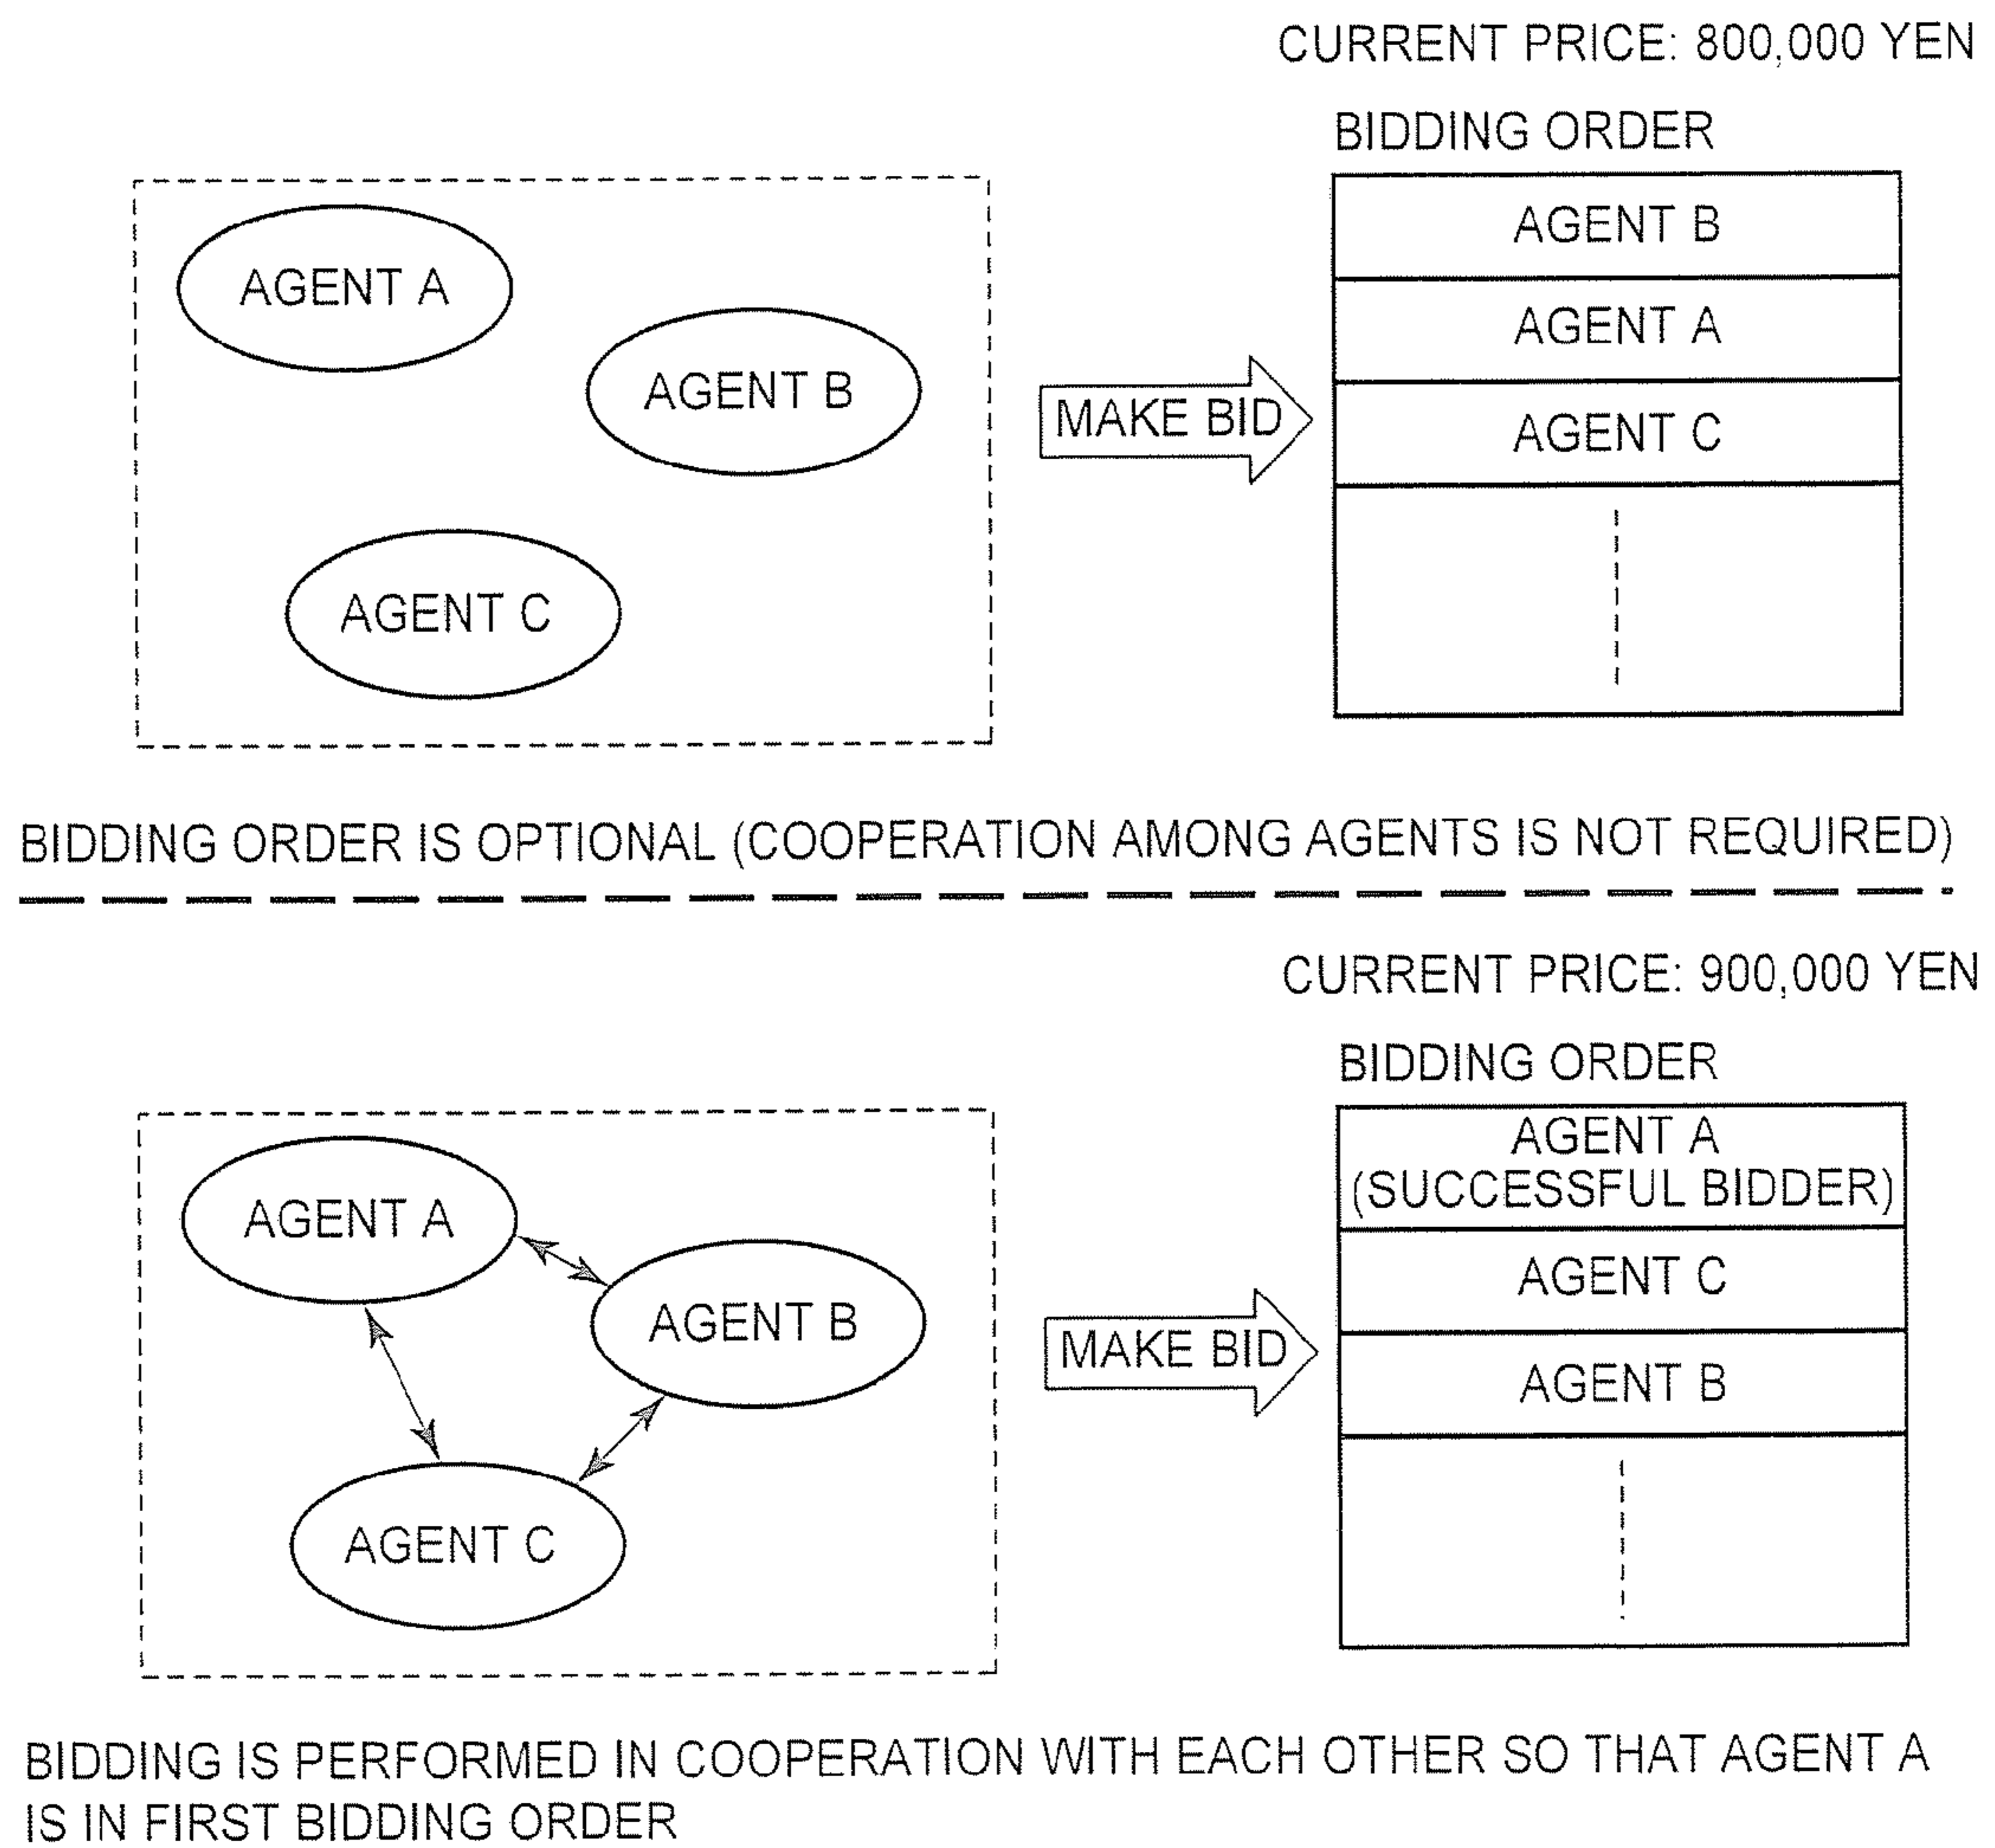 CURRENT PRICE: 800,000 YEN
BIDDING ORDER
AGENT A
AGENT B
AGENT C
MAKE BID
AGENT B
AGENT A
AGENT C
BIDDING ORDER IS OPTIONAL (COOPERATION AMONG AGENTS IS NOT REQUIRED)
CURRENT PRICE: 900,000 YEN
BIDDING ORDER
AGENT A
AGENT B
AGENT C
MAKE BID
AGENT A
(SUCCESSFUL BIDDER)
AGENT C
AGENT B
BIDDING IS PERFORMED IN COOPERATION WITH EACH OTHER SO THAT AGENT A
IS IN FIRST BIDDING ORDER